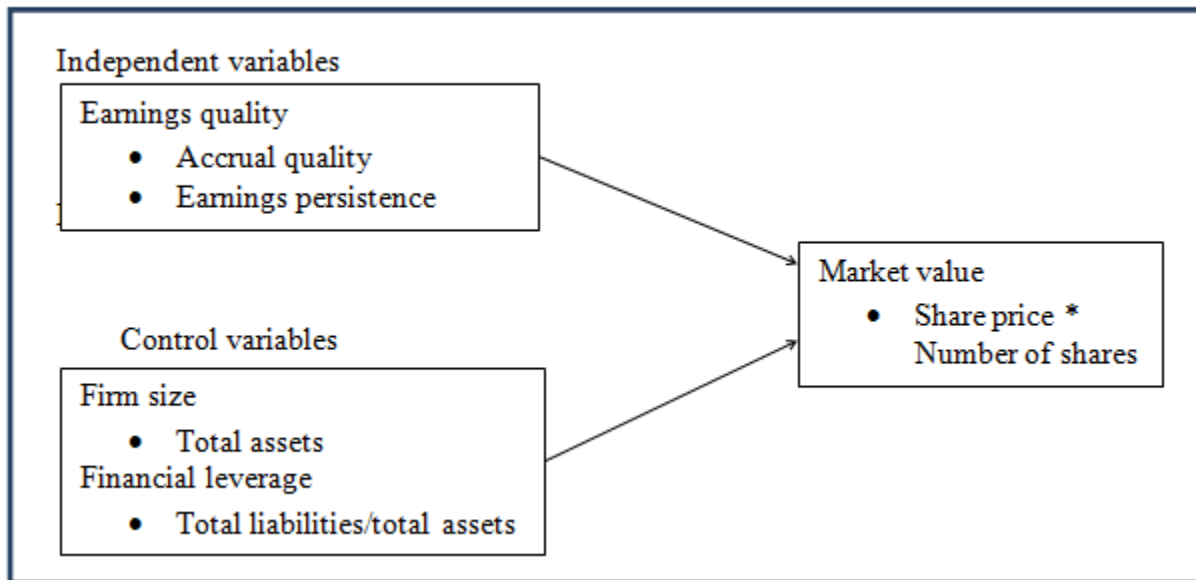 Independent variables
Earnings quality
• Accrual quality
• Earnings persistence
Control variables
Firm size
• Total assets
Financial leverage
• Total liabilities/total assets
Market value
• Share price *
Number of shares